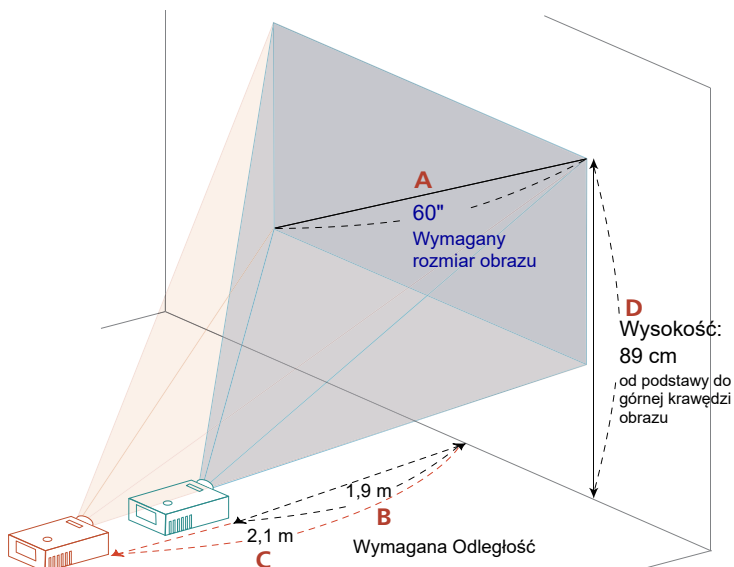 A
60"
Wymagany
rozmiar obrazu
D
Wysokość:
89 cm
od podstawy do
górnej krawędzi
obrazu
1,9 m
B
2,1 m
C
Wymagana Odległość